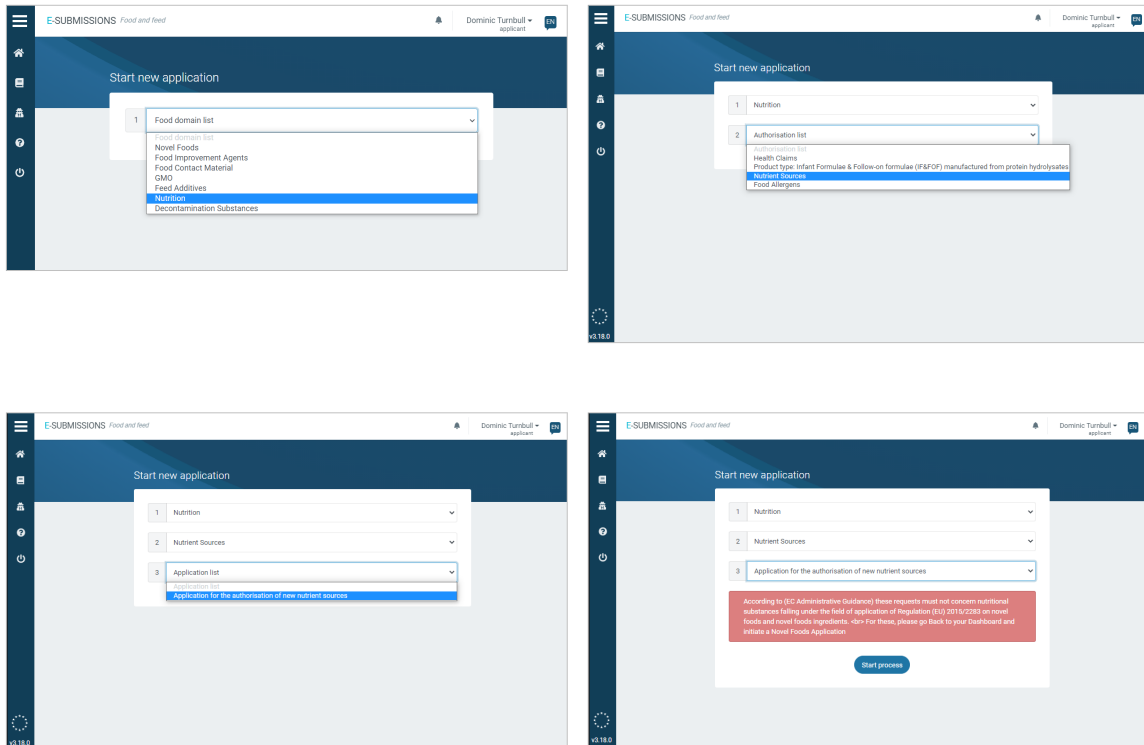 E-SUBMISSIONS Food and feed
Dominic Turnbull
applicant
EN
Start new application
1 Food domain list
Food domain list
Novel Foods
Food Improvement Agents
Food Contact Material
GMO
Feed Additives
Nutrition
Decontamination Substances
E-SUBMISSIONS Food and feed
Dominic Turnbull
applicant
EN
Start new application
1 Nutrition
2 Authorisation list
Authorisation list
Health Claims
Product type: Infant Formulae & Follow-on formulae (IF&FOF) manufactured from protein hydrolysates
Nutrient Sources
Food Allergens
v3.18.0
E-SUBMISSIONS Food and feed
Dominic Turnbull
applicant
EN
Start new application
1 Nutrition
2 Nutrient Sources
3 Application list
Application list
Application for the authorisation of new nutrient sources
v3.18.0
E-SUBMISSIONS Food and feed
Dominic Turnbull
applicant
EN
Start new application
1 Nutrition
2 Nutrient Sources
3 Application for the authorisation of new nutrient sources
According to (EC Administrative Guidance) these requests must not concern nutritional
substances falling under the field of application of Regulation (EU) 2015/2283 on novel
foods and novel foods ingredients. <br> For these, please go Back to your Dashboard and
initiate a Novel Foods Application
Start process
v3.18.0